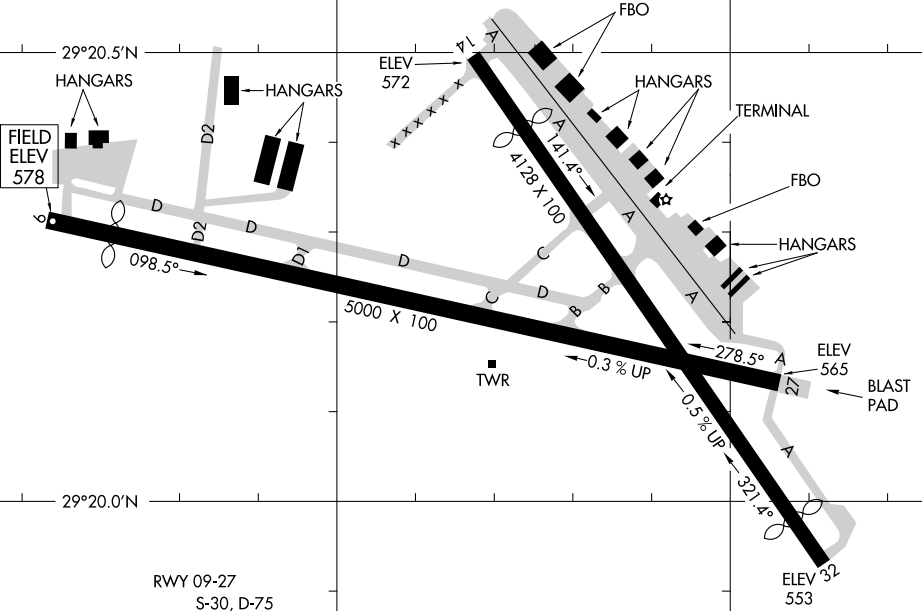 FBO
29°20.5'N
14
A
ELEV
572
HANGARS
HANGARS
HANGARS
TERMINAL
x x x x x x
FIELD
ELEV
578
D2
A
141.4°
4128 X 100
FBO
9
D
D2
D
A
HANGARS
D1
D
C
098.5°
C
D
B
B
A
5000 X 100
278.5°
A
ELEV
565
0.3 % UP
TWR
27
BLAST
PAD
0.5 % UP
A
321.4°
29°20.0'N
RWY 09-27
S-30, D-75
ELEV
553
32